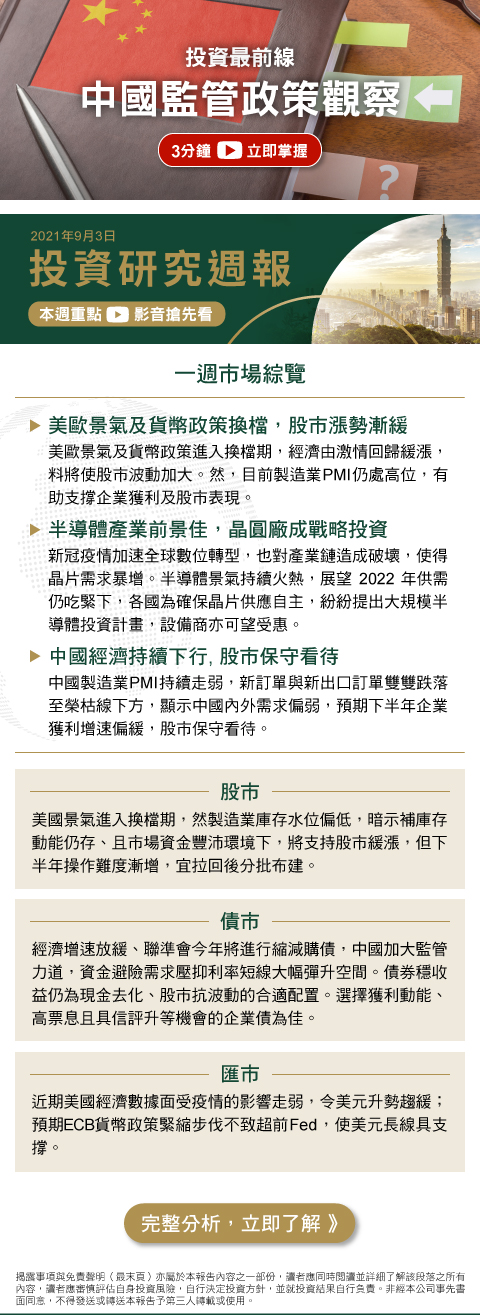 投資最前線
中國監管政策觀察
3分鐘 立即掌握
?
2021年9月3日
投資研究週報
本週重點 影音搶先看
一週市場綜覽
美歐景氣及貨幣政策換檔，股市漲勢漸緩
美歐景氣及貨幣政策進入換檔期，經濟由激情回歸緩漲，
料將使股市波動加大。然，目前製造業PMI仍處高位，有
助支撐企業獲利及股市表現。
半導體產業前景佳，晶圓廠成戰略投資
新冠疫情加速全球數位轉型，也對產業鏈造成破壞，使得
晶片需求暴增。半導體景氣持續火熱，展望 2022 年供需
仍吃緊下，各國為確保晶片供應自主，紛紛提出大規模半
導體投資計畫，設備商亦可望受惠。
中國經濟持續下行, 股市保守看待
中國製造業PMI持續走弱，新訂單與新出口訂單雙雙跌落
至榮枯線下方，顯示中國內外需求偏弱，預期下半年企業
獲利增速偏緩，股市保守看待。
股市
美國景氣進入換檔期，然製造業庫存水位偏低，暗示補庫存
動能仍存、且市場資金豐沛環境下，將支持股市緩漲，但下
半年操作難度漸增，宜拉回後分批布建。
債市
經濟增速放緩、聯準會今年將進行縮減購債，中國加大監管
力道，資金避險需求壓抑利率短線大幅彈升空間。債券穩收
益仍為現金去化、股市抗波動的合適配置。選擇獲利動能、
高票息且具信評升等機會的企業債為佳。
匯市
近期美國經濟數據面受疫情的影響走弱，令美元升勢趨緩；
預期ECB貨幣政策緊縮步伐不致超前Fed，使美元長線具支
撐。
完整分析，立即了解 》
揭露事項與免責聲明（最末頁）亦屬於本報告內容之一部份，讀者應同時閱讀並詳細了解該段落之所有
內容，讀者應審慎評估自身投資風險，自行決定投資方針，並就投資結果自行負責。非經本公司事先書
面同意，不得發送或轉送本報告予第三人轉載或使用。